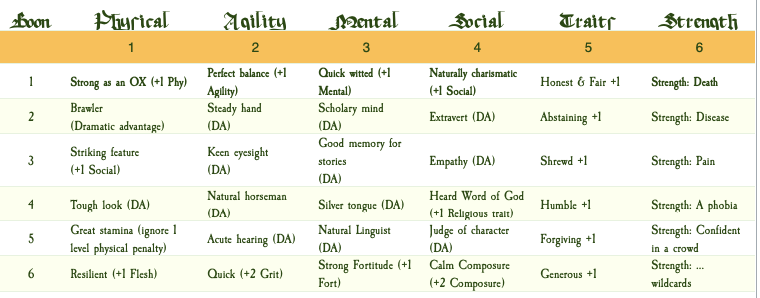 Boon Physical Agility Mental Social Traits Strength
1 2 3 4 5 6
1 Strong as an OX (+1 Phy) Perfect balance (+1 Agility) Quick witted (+1 Mental) Naturally charismatic (+1 Social) Honest & Fair +1 Strength: Death
2 Brawler (Dramatic advantage) Steady hand (DA) Scholary mind (DA) Extravert (DA) Abstaining +1 Strength: Disease
3 Striking feature (+1 Social) Keen eyesight (DA) Good memory for stories (DA) Empathy (DA) Shrewd +1 Strength: Pain
4 Tough look (DA) Natural horseman (DA) Silver tongue (DA) Heard Word of God (+1 Religious trait) Humble +1 Strength: A phobia
5 Great stamina (ignore 1 level physical penalty) Acute hearing (DA) Natural Linguist (DA) Judge of character (DA) Forgiving +1 Strength: Confident in a crowd
6 Resilient (+1 Flesh) Quick (+2 Grit) Strong Fortitude (+1 Fort) Calm Composure (+2 Composure) Generous +1 Strength: ... wildcards